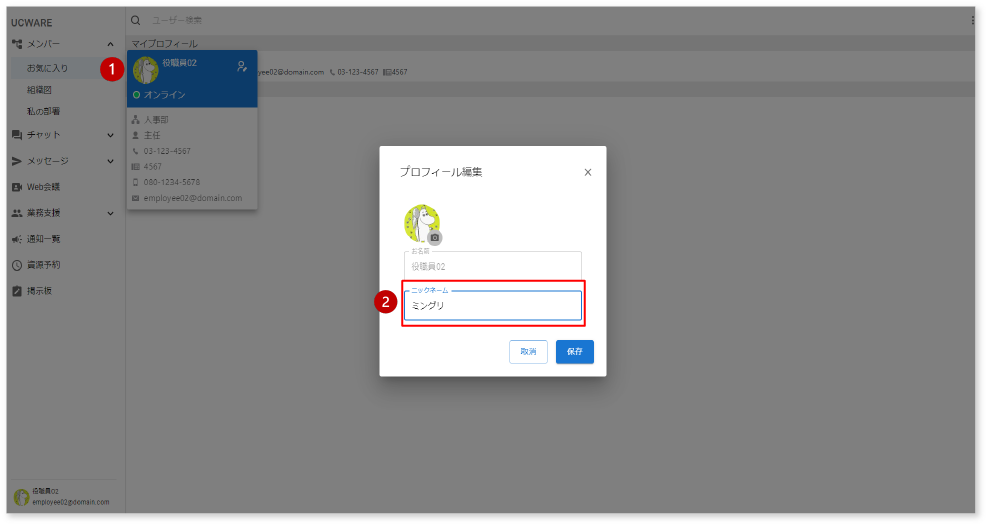 UCWARE
ユーザー検索
メンバー
マイプロフィール
お気に入り
1
役職員02
yee02@domain.com 03-123-4567 4567
オンライン
組織図
私の部署
人事部
チャット
主任
03-123-4567
メッセージ
4567
Web会議
080-1234-5678
employee02@domain.com
業務支援
通知一覧
資源予約
掲示板
プロフィール編集
お名前
役職員02
2
ニックネーム
ミングリ
取消
保存
役職員02
employee02@domain.com